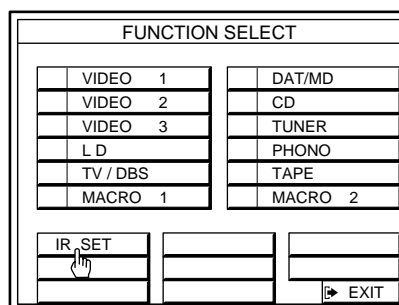 FUNCTION SELECT
VIDEO 1
VIDEO 2
VIDEO 3
L D
TV / DBS
MACRO 1
DAT/MD
CD
TUNER
PHONO
TAPE
MACRO 2
IR SET
EXIT